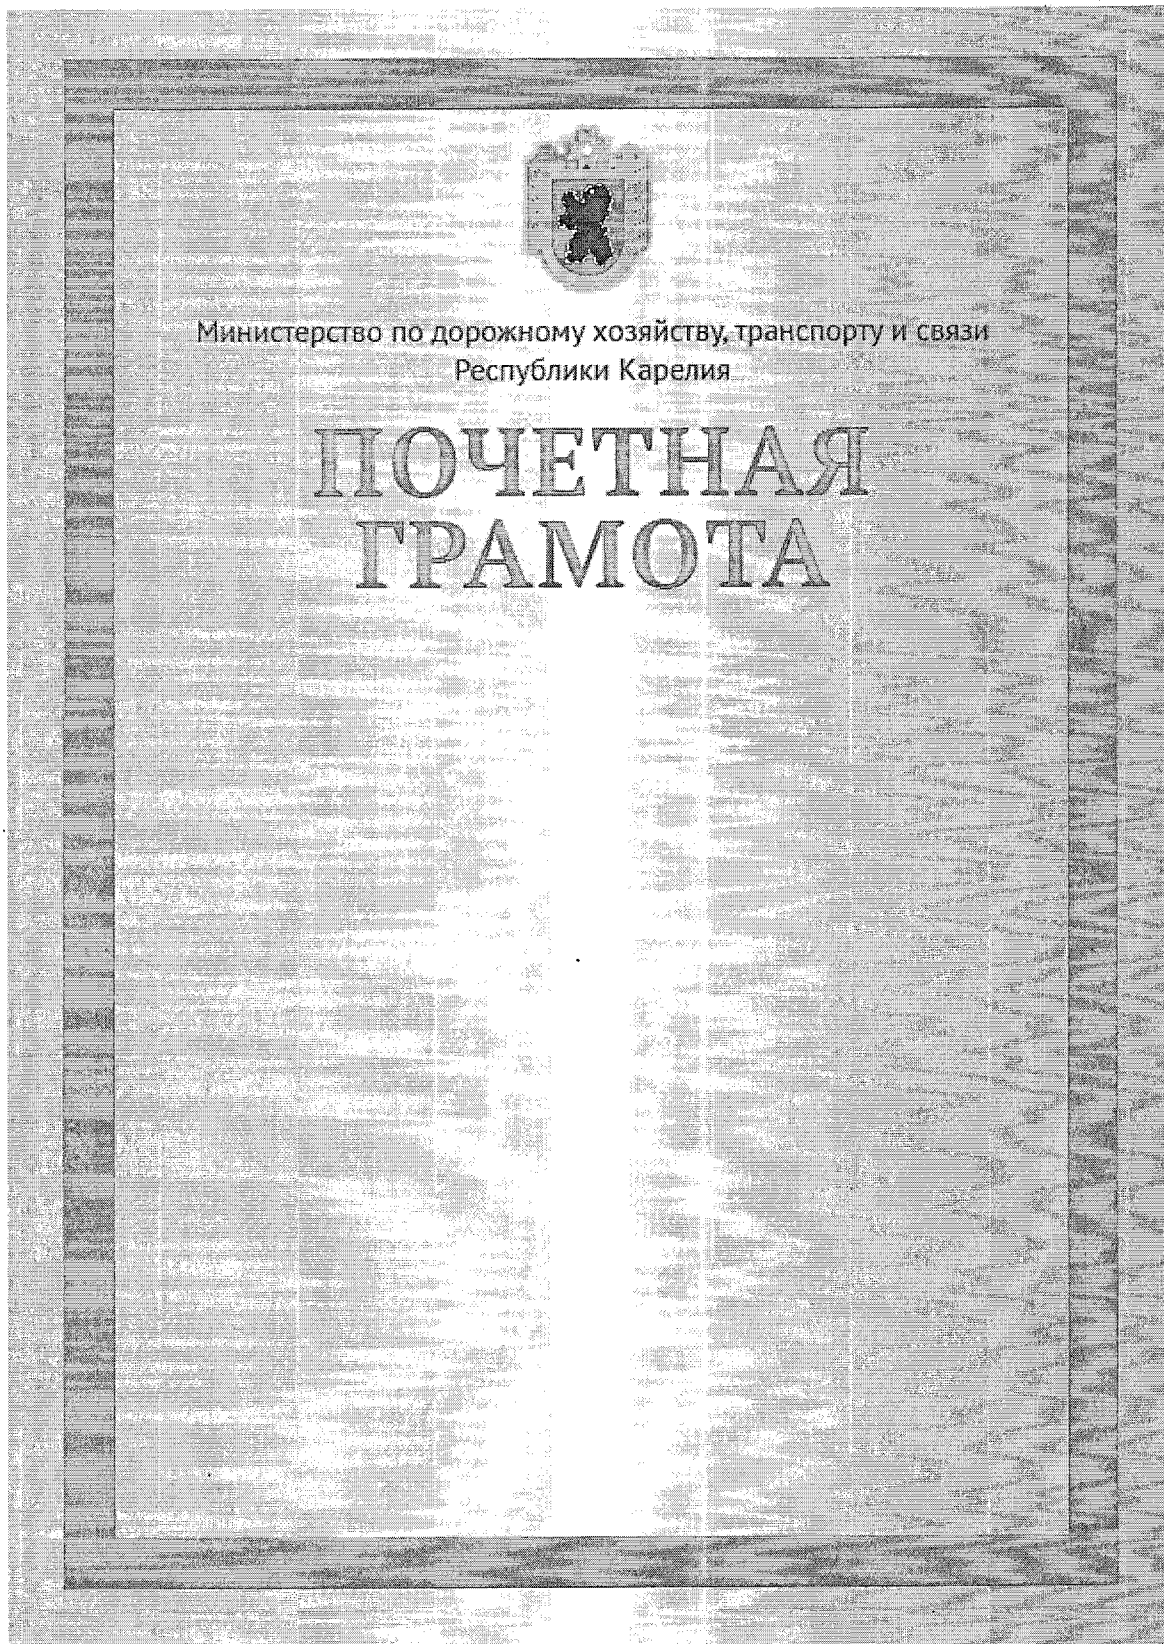 Министерство по дорожному хозяйству, транспорту и связи
Республики Карелия
ПОЧЕТНАЯ
ГРАМОТА